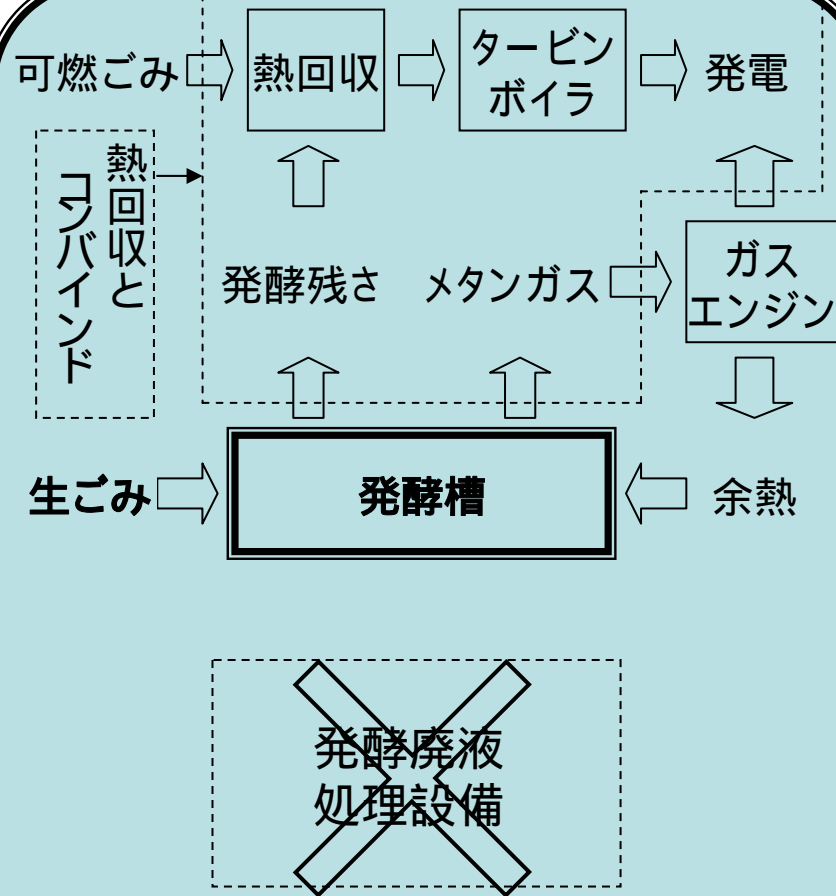 可燃ごみ
熱回収
タービン
ボイラ
発電
熱回収と
コンバインド
発酵残さ
メタンガス
ガス
エンジン
生ごみ
発酵槽
余熱
発酵廃液
処理設備